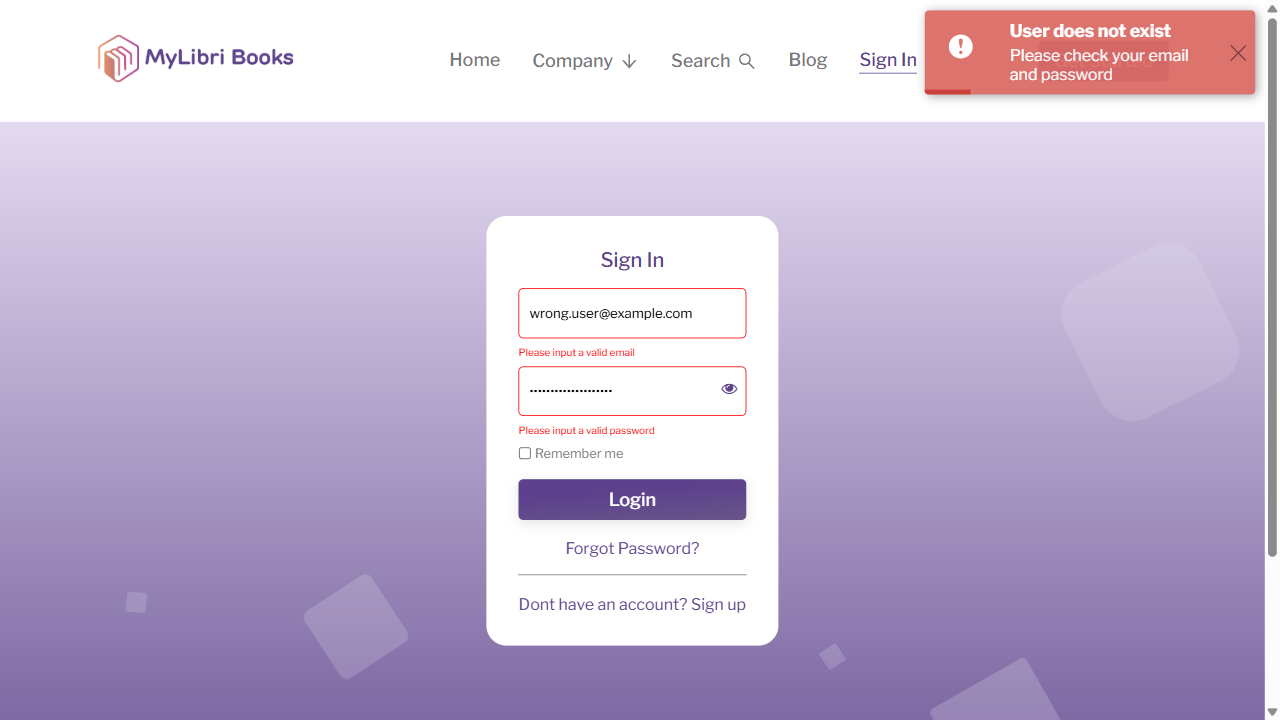 MyLibri Books
Home
Company
Search
Blog
Sign In
User does not exist
Please check your email
and password
Sign In
wrong.user@example.com
Please input a valid email
Please input a valid password
Remember me
Login
Forgot Password?
Dont have an account? Sign up